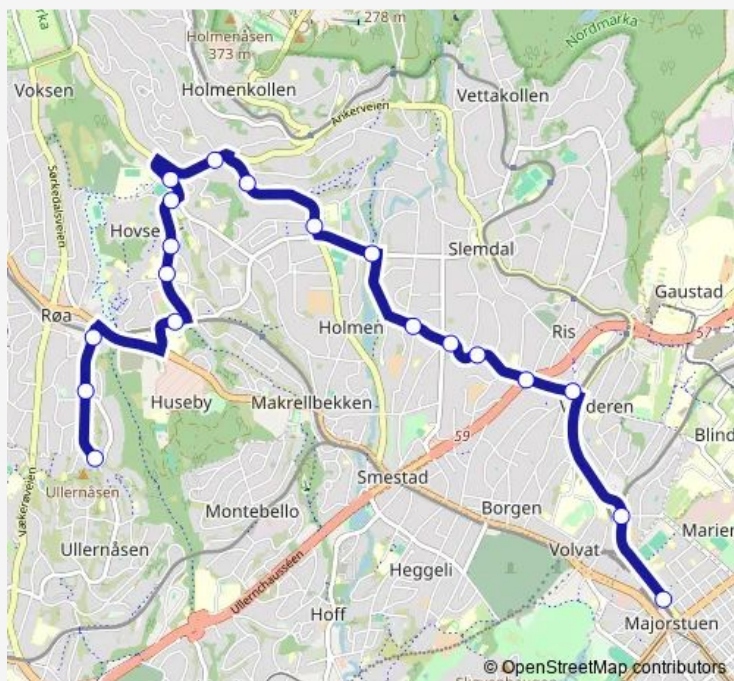 278 m
Holmenåsen
373 m
Nordmarka
Voksen
Holmenkollen
Vettakollen
Ankerveien
Sørkedalsveien
Hovse
Slemdal
Gaustad
Røa
Holmen
Ris
57
Huseby
Makrellbekken
deren
Blind
59
Smestad
Ullernåsen
Vækerøveien
Montebello
Borgen
Marien
Ullernåsen
Volvat
Ullernchausséen
Heggeli
Hoff
Majorstuen
© OpenStreetMap contributors